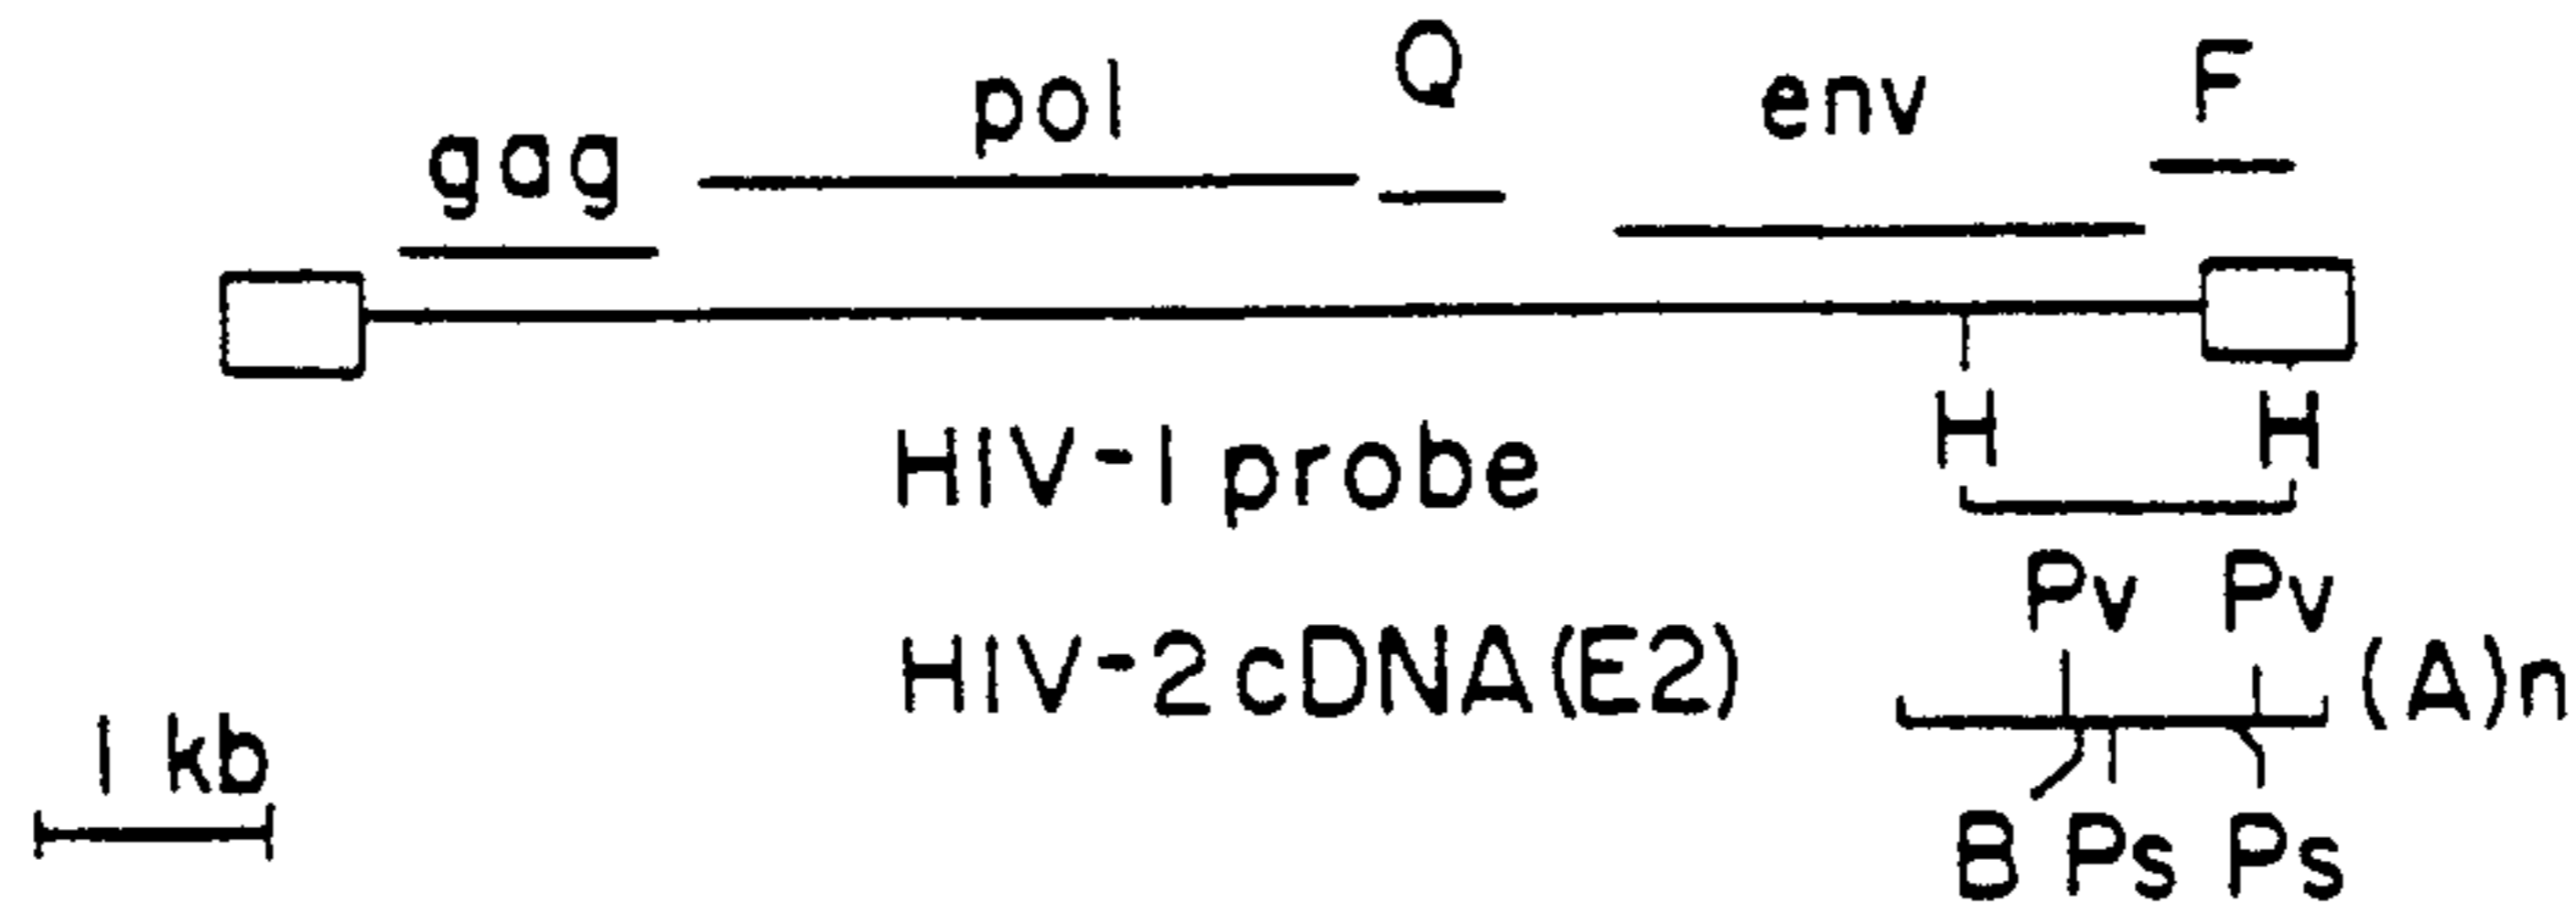 gag pol Q env F
H H
HIV-1 probe
Pv Pv
HIV-2 cDNA(E2) (A)n
1 kb
B Ps Ps